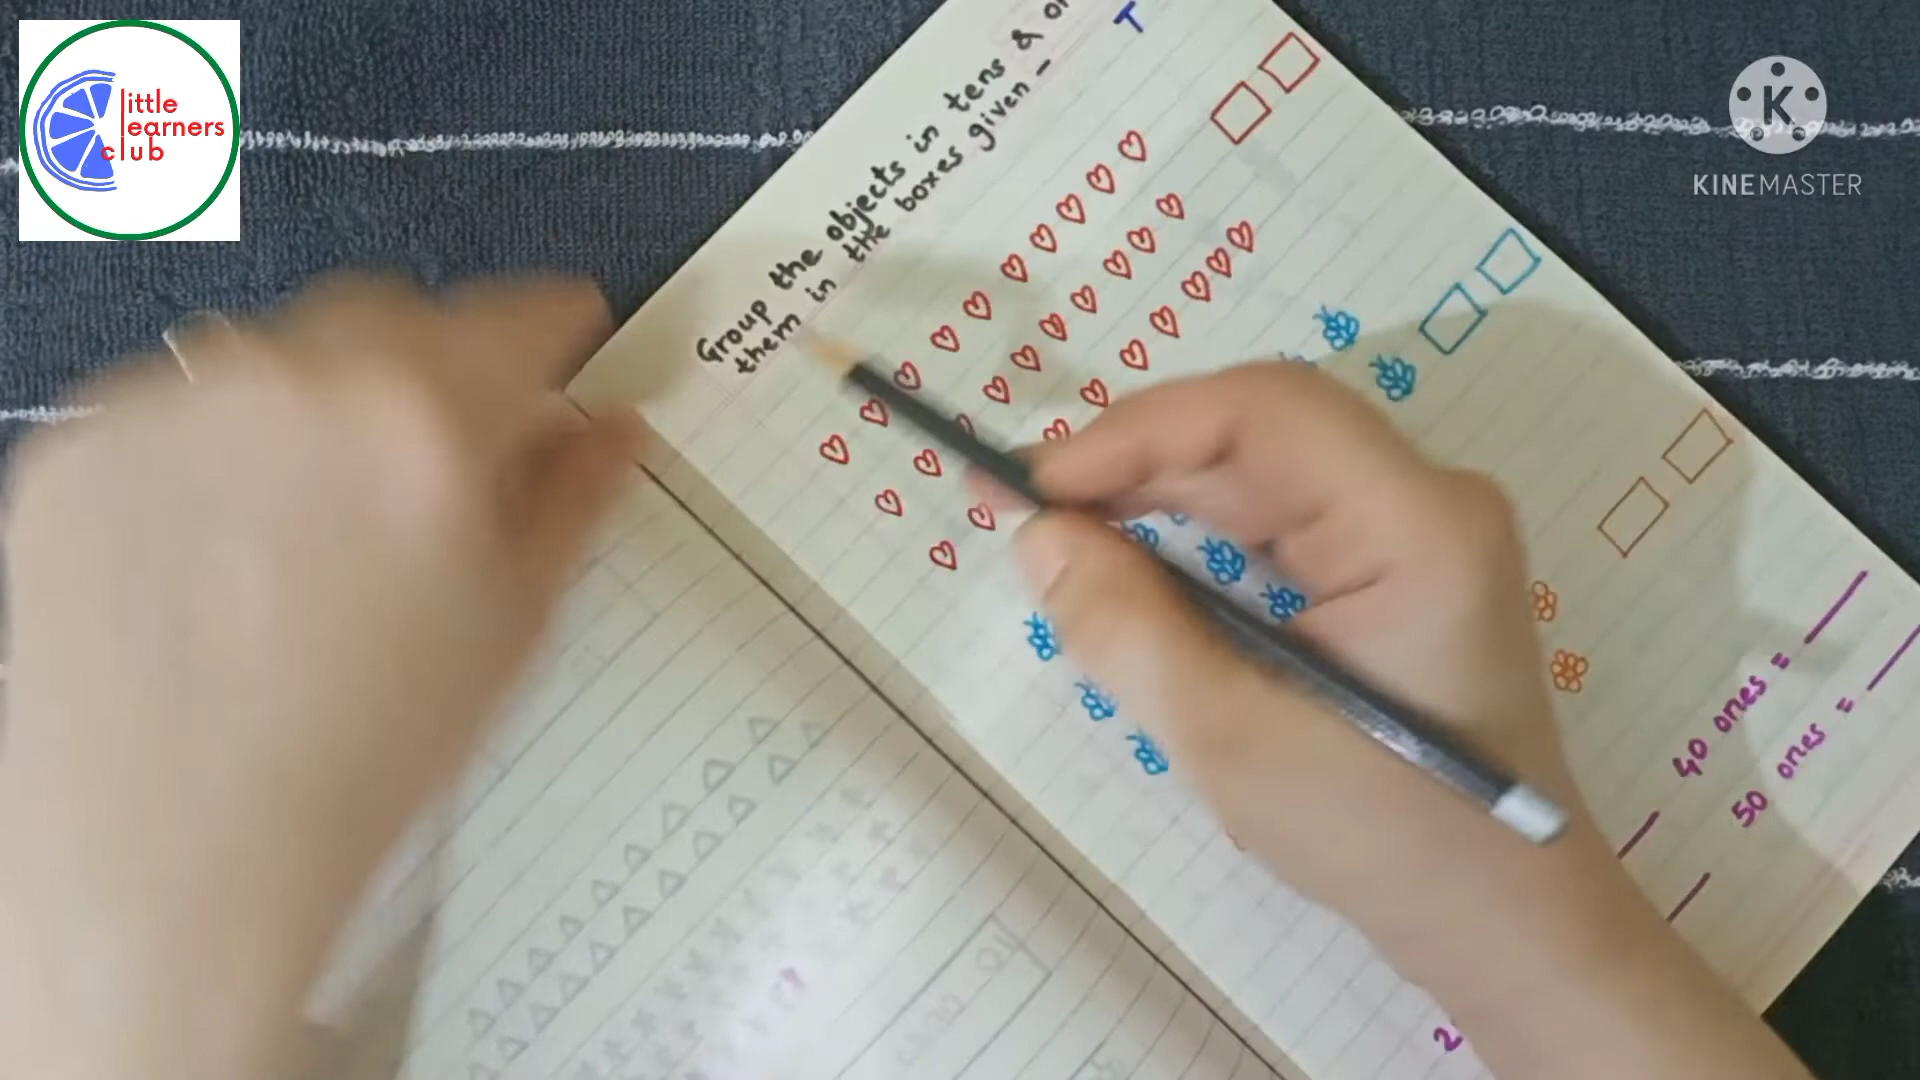 little
learners
club
KINEMASTER
Group the objects in tens &
them in the boxes given -
T
40 ones =
50 ones =